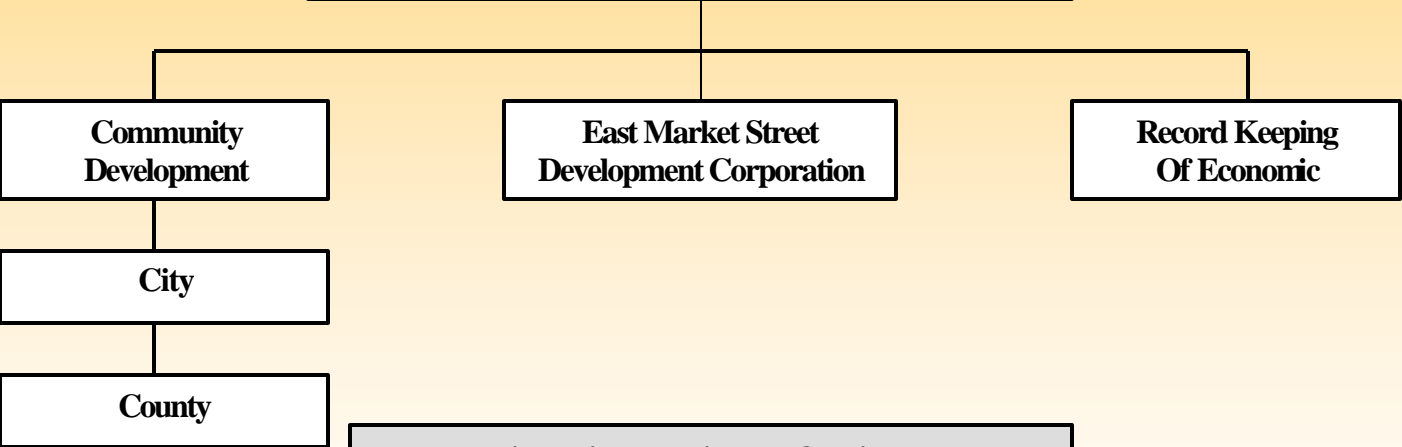 Community
Development
East Market Street
Development Corporation
Record Keeping
Of Economic
City
County